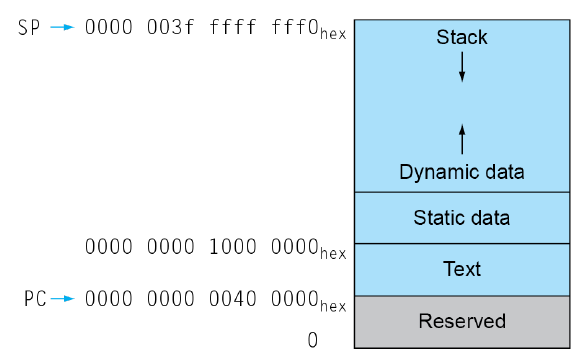 SP → 0000 003f ffff fff0hex
Stack
Dynamic data
Static data
0000 0000 1000 0000hex
Text
PC → 0000 0000 0040 0000hex
Reserved
0